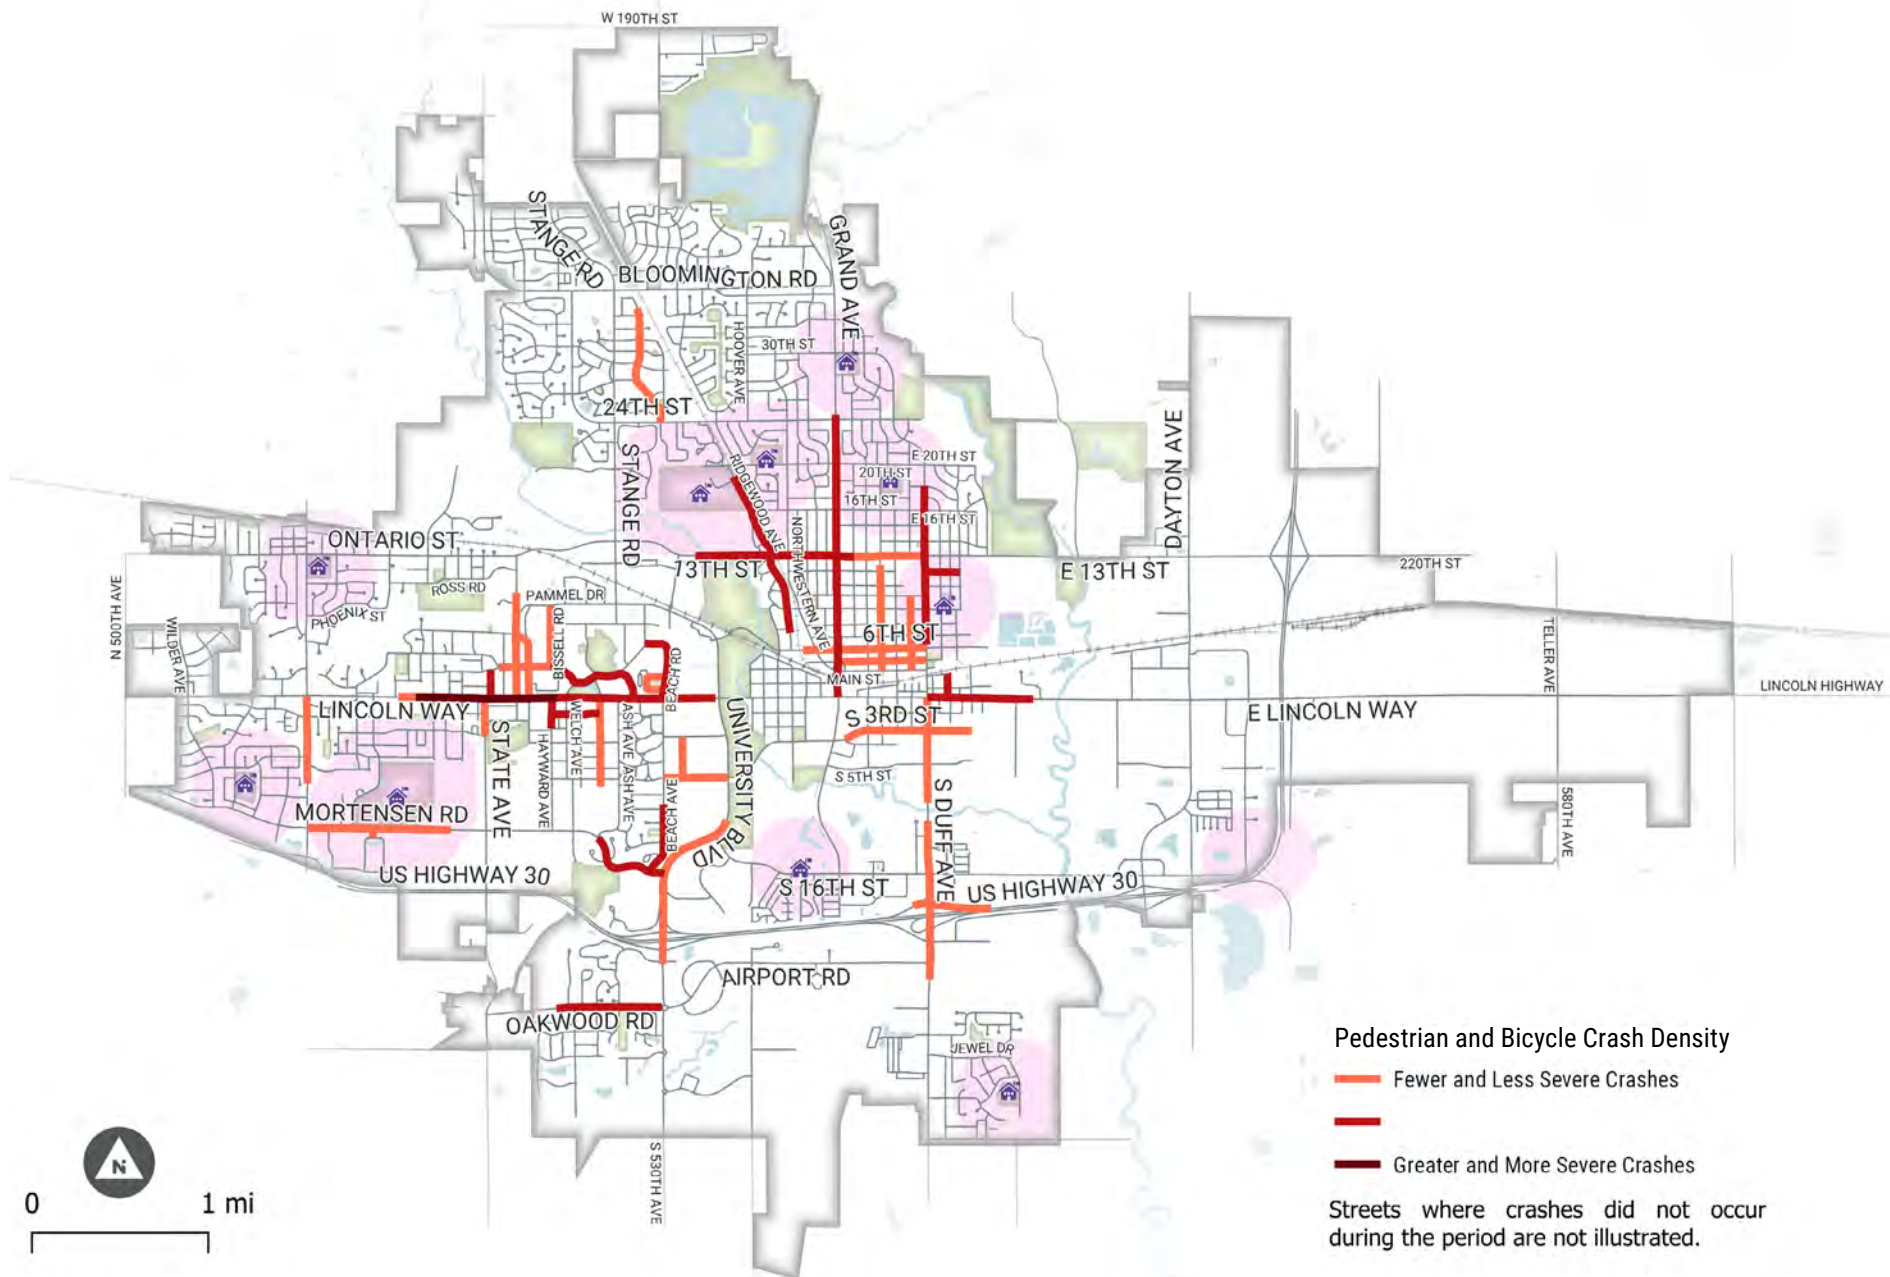 W 190TH ST
STANGE RD
GRAND AVE
BLOOMINGTON RD
HOOVER AVE
30TH ST
24TH ST
DAYTON AVE
STANGE RD
RIDGEWOOD AVE
E 20TH ST
20TH ST
16TH ST
E 16TH ST
NORTHWESTERN AVE
ONTARIO ST
13TH ST
E 13TH ST
220TH ST
N 500TH AVE
ROSS RD
PHOENIX ST
PAMMEL DR
BISSELL RD
WILDER AVE
6TH ST
TELLER AVE
BEACH RD
MAIN ST
LINCOLN HIGHWAY
LINCOLN WAY
WELCH AVE
ASH AVE
UNIVERSITY BLVD
S 3RD ST
E LINCOLN WAY
STATE AVE
HAYWARD AVE
ASH AVE
BEACH AVE
S 5TH ST
S DUFF AVE
580TH AVE
MORTENSEN RD
US HIGHWAY 30
S 16TH ST
US HIGHWAY 30
AIRPORT RD
OAKWOOD RD
JEWEL DR
S 530TH AVE
Pedestrian and Bicycle Crash Density
Fewer and Less Severe Crashes
Greater and More Severe Crashes
Streets where crashes did not occur
during the period are not illustrated.
N
0 1 mi